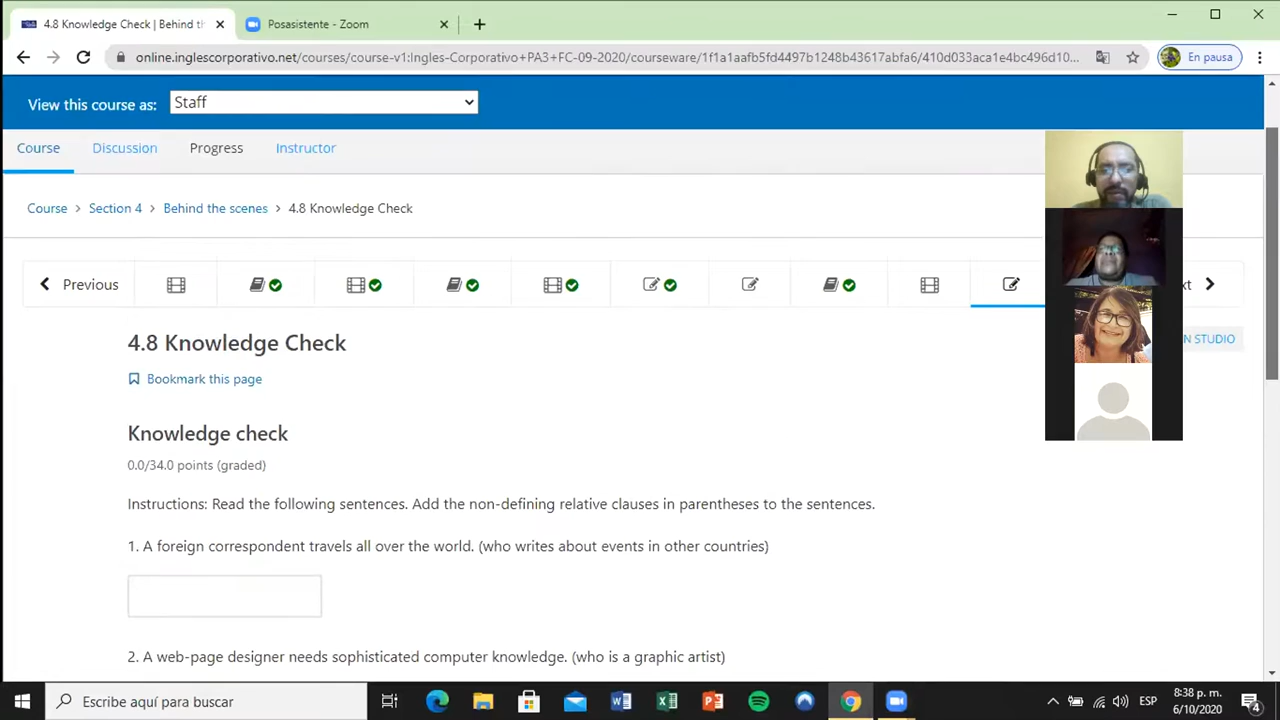 4.8 Knowledge Check | Behind th
Posasistente - Zoom
online.inglescorporativo.net/courses/course-v1:Ingles-Corporativo+PA3+FC-09-2020/courseware/1f1a1aafb5fd4497b1248b43617abfa6/410d033aca1e4bc496d10...
En pausa
View this course as: Staff
Course Discussion Progress Instructor
Course > Section 4 > Behind the scenes > 4.8 Knowledge Check
Previous
xt
4.8 Knowledge Check
N STUDIO
Bookmark this page
Knowledge check
0.0/34.0 points (graded)
Instructions: Read the following sentences. Add the non-defining relative clauses in parentheses to the sentences.
1. A foreign correspondent travels all over the world. (who writes about events in other countries)
2. A web-page designer needs sophisticated computer knowledge. (who is a graphic artist)
Escribe aquí para buscar
ESP
8:38 p. m.
6/10/2020
4